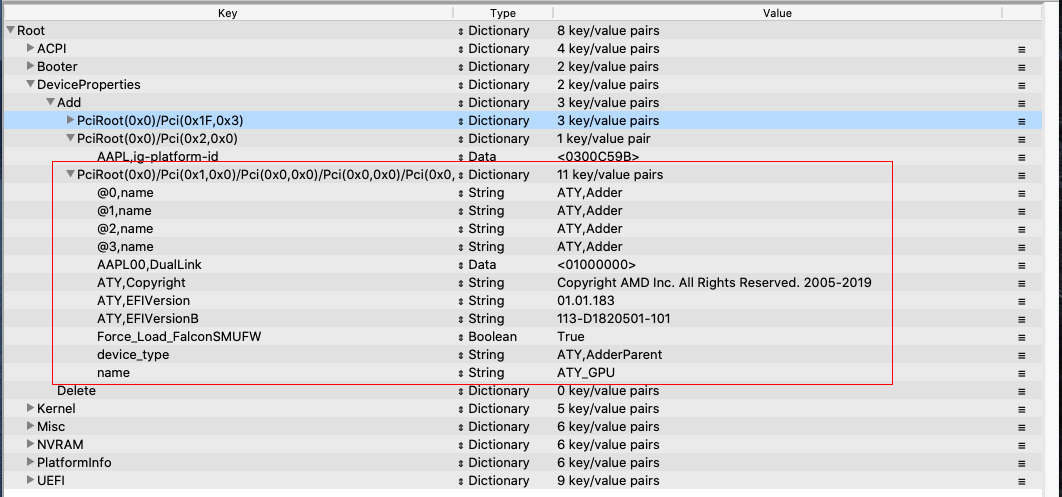 Key Type Value
Root Dictionary 8 key/value pairs
ACPI Dictionary 4 key/value pairs
Booter Dictionary 2 key/value pairs
DeviceProperties Dictionary 2 key/value pairs
Add Dictionary 3 key/value pairs
PciRoot(0x0)/Pci(0x1F,0x3) Dictionary 3 key/value pairs
PciRoot(0x0)/Pci(0x2,0x0) Dictionary 1 key/value pair
AAPL,ig-platform-id Data <0300C59B>
PciRoot(0x0)/Pci(0x1,0x0)/Pci(0x0,0x0)/Pci(0x0,0x0)/Pci(0x0, Dictionary 11 key/value pairs
@0,name String ATY,Adder
@1,name String ATY,Adder
@2,name String ATY,Adder
@3,name String ATY,Adder
AAPL00,DualLink Data <01000000>
ATY,Copyright String Copyright AMD Inc. All Rights Reserved. 2005-2019
ATY,EFIVersion String 01.01.183
ATY,EFIVersionB String 113-D1820501-101
Force_Load_FalconSMUFW Boolean True
device_type String ATY,AdderParent
name String ATY_GPU
Delete Dictionary 0 key/value pairs
Kernel Dictionary 5 key/value pairs
Misc Dictionary 6 key/value pairs
NVRAM Dictionary 6 key/value pairs
PlatformInfo Dictionary 6 key/value pairs
UEFI Dictionary 9 key/value pairs